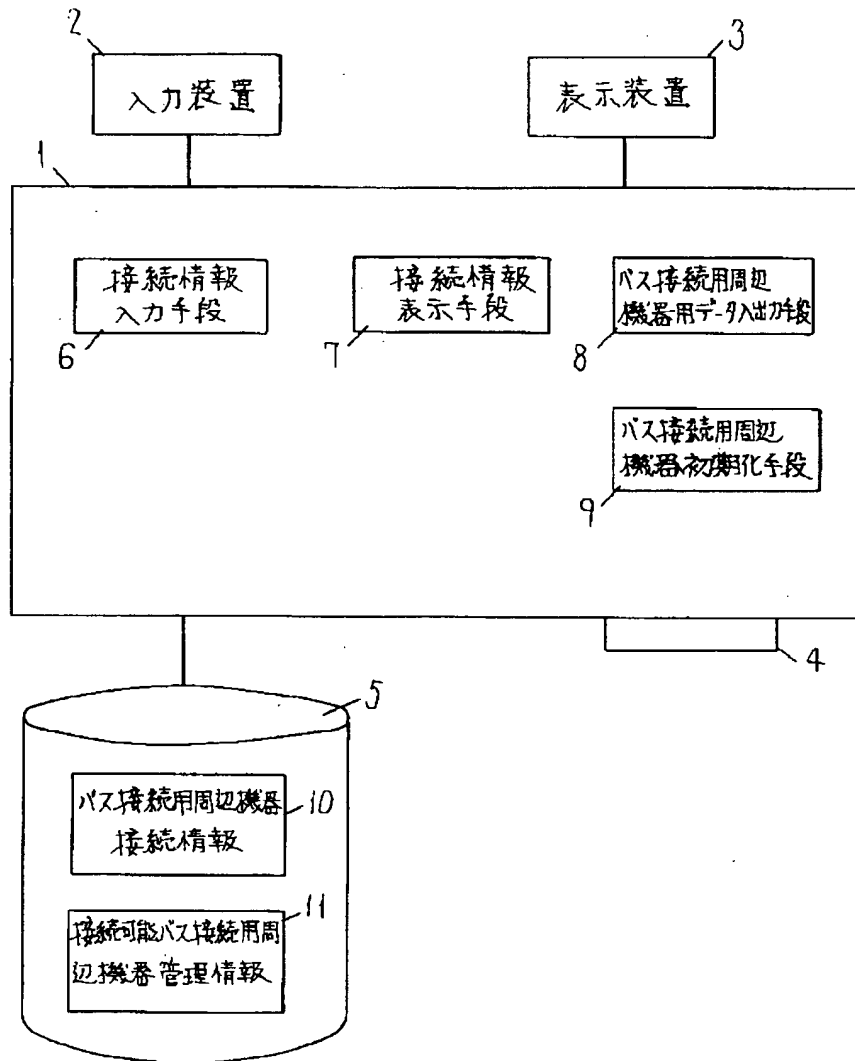 2
入力装置
3
表示装置
1
接続情報
入力手段
6
接続情報
表示手段
7
バス接続用周辺
機器用データ入出力手段
8
バス接続用周辺
機器初期化手段
9
4
5
バス接続用周辺機器
接続情報
10
接続可能バス接続用周
辺機器管理情報
11